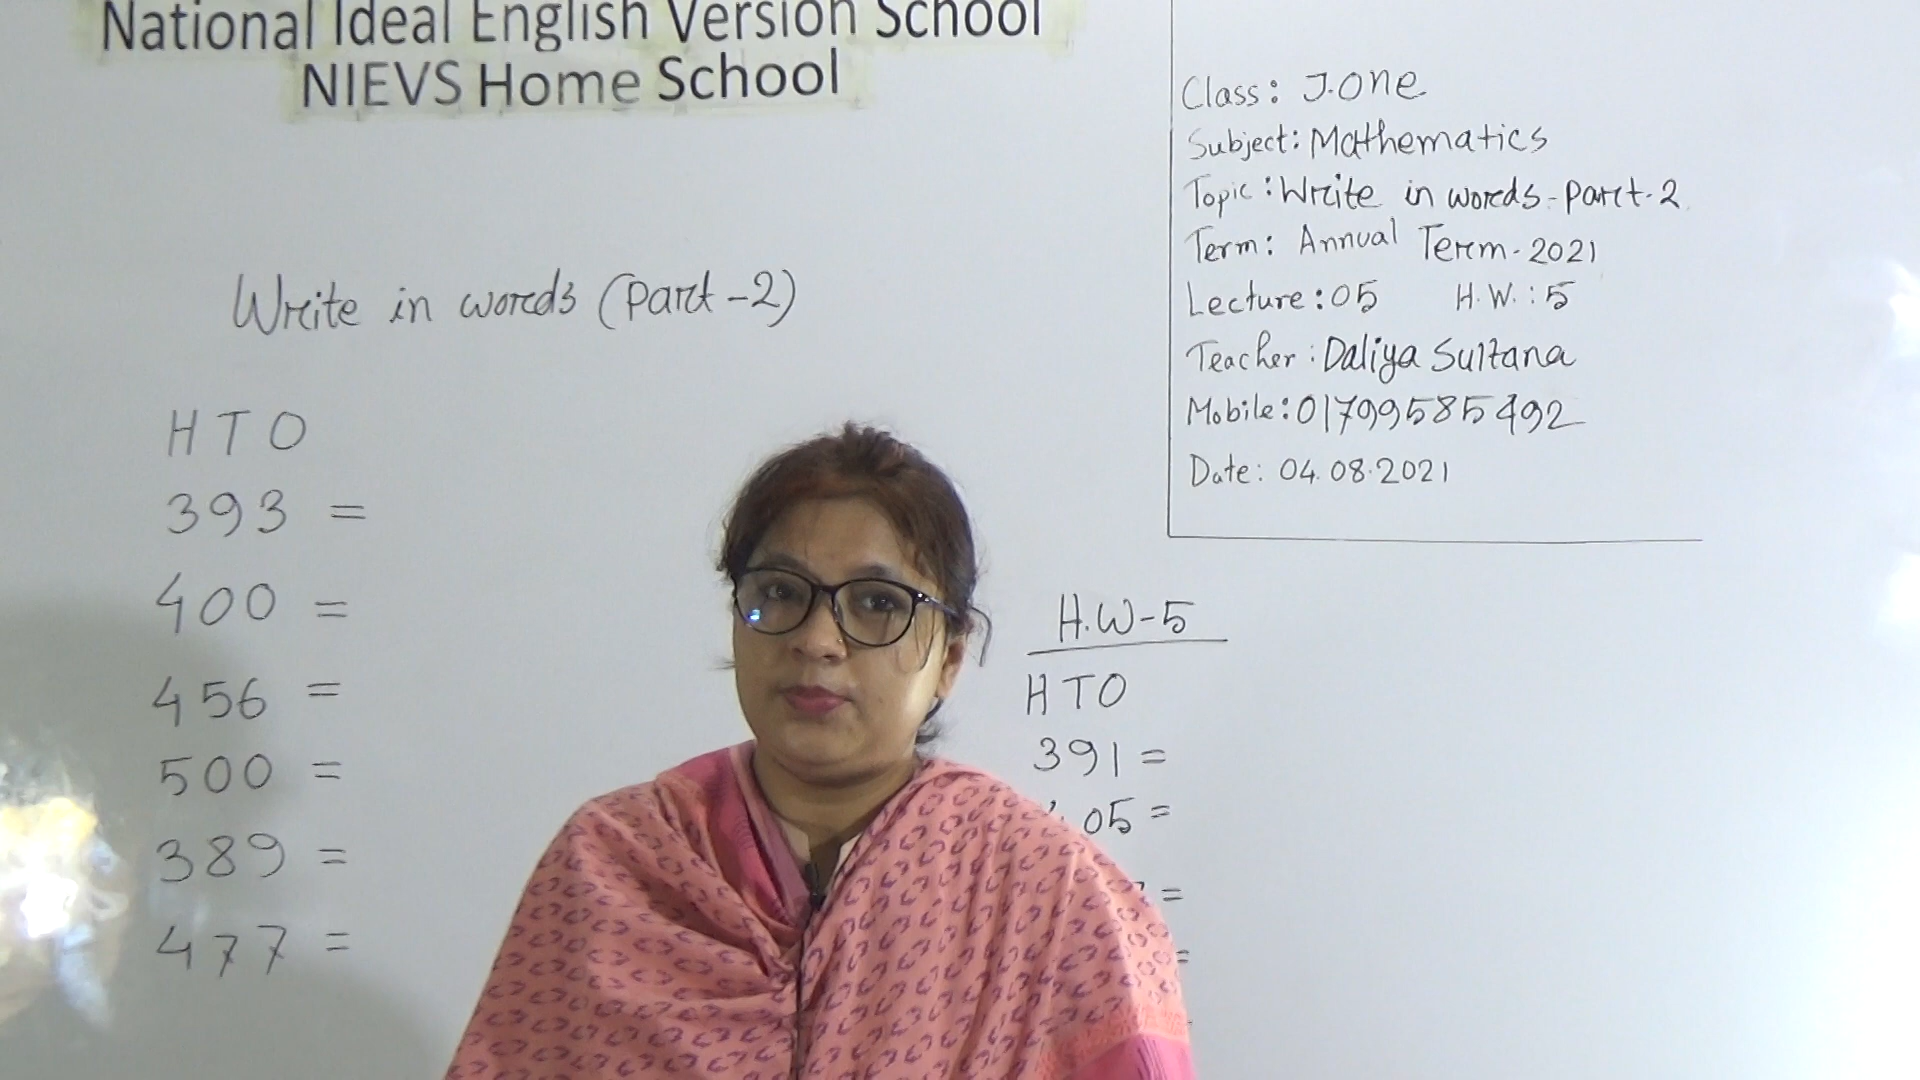 National Ideal English Version School
NIEVS Home School
Class: J.One
Subject: Mathematics
Topic: Write in words-part-2
Term: Annual Term-2021
Lecture: 05 H.W.: 5
Teacher: Daliya Sultana
Mobile: 01799585492
Date: 04.08.2021
Write in words (part-2)
H T O
393 =
400 =
456 =
500 =
389 =
477 =
H.W-5
H T O
391 =
05 =
=
=